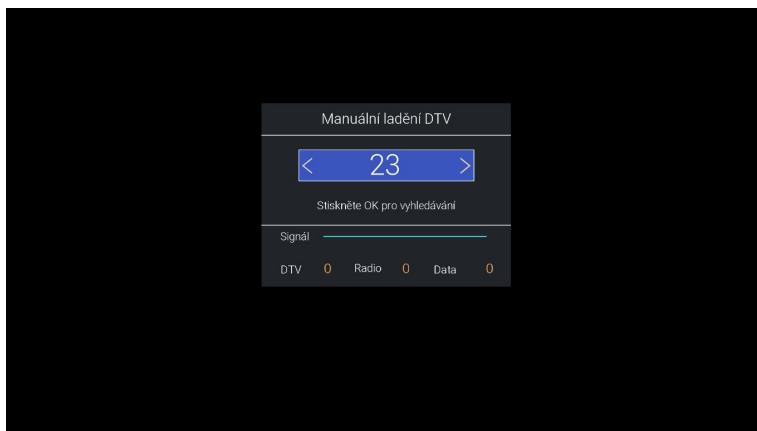 Manuální ladění DTV
< 23 >
Stiskněte OK pro vyhledávání
Signál
DTV 0 Radio 0 Data 0